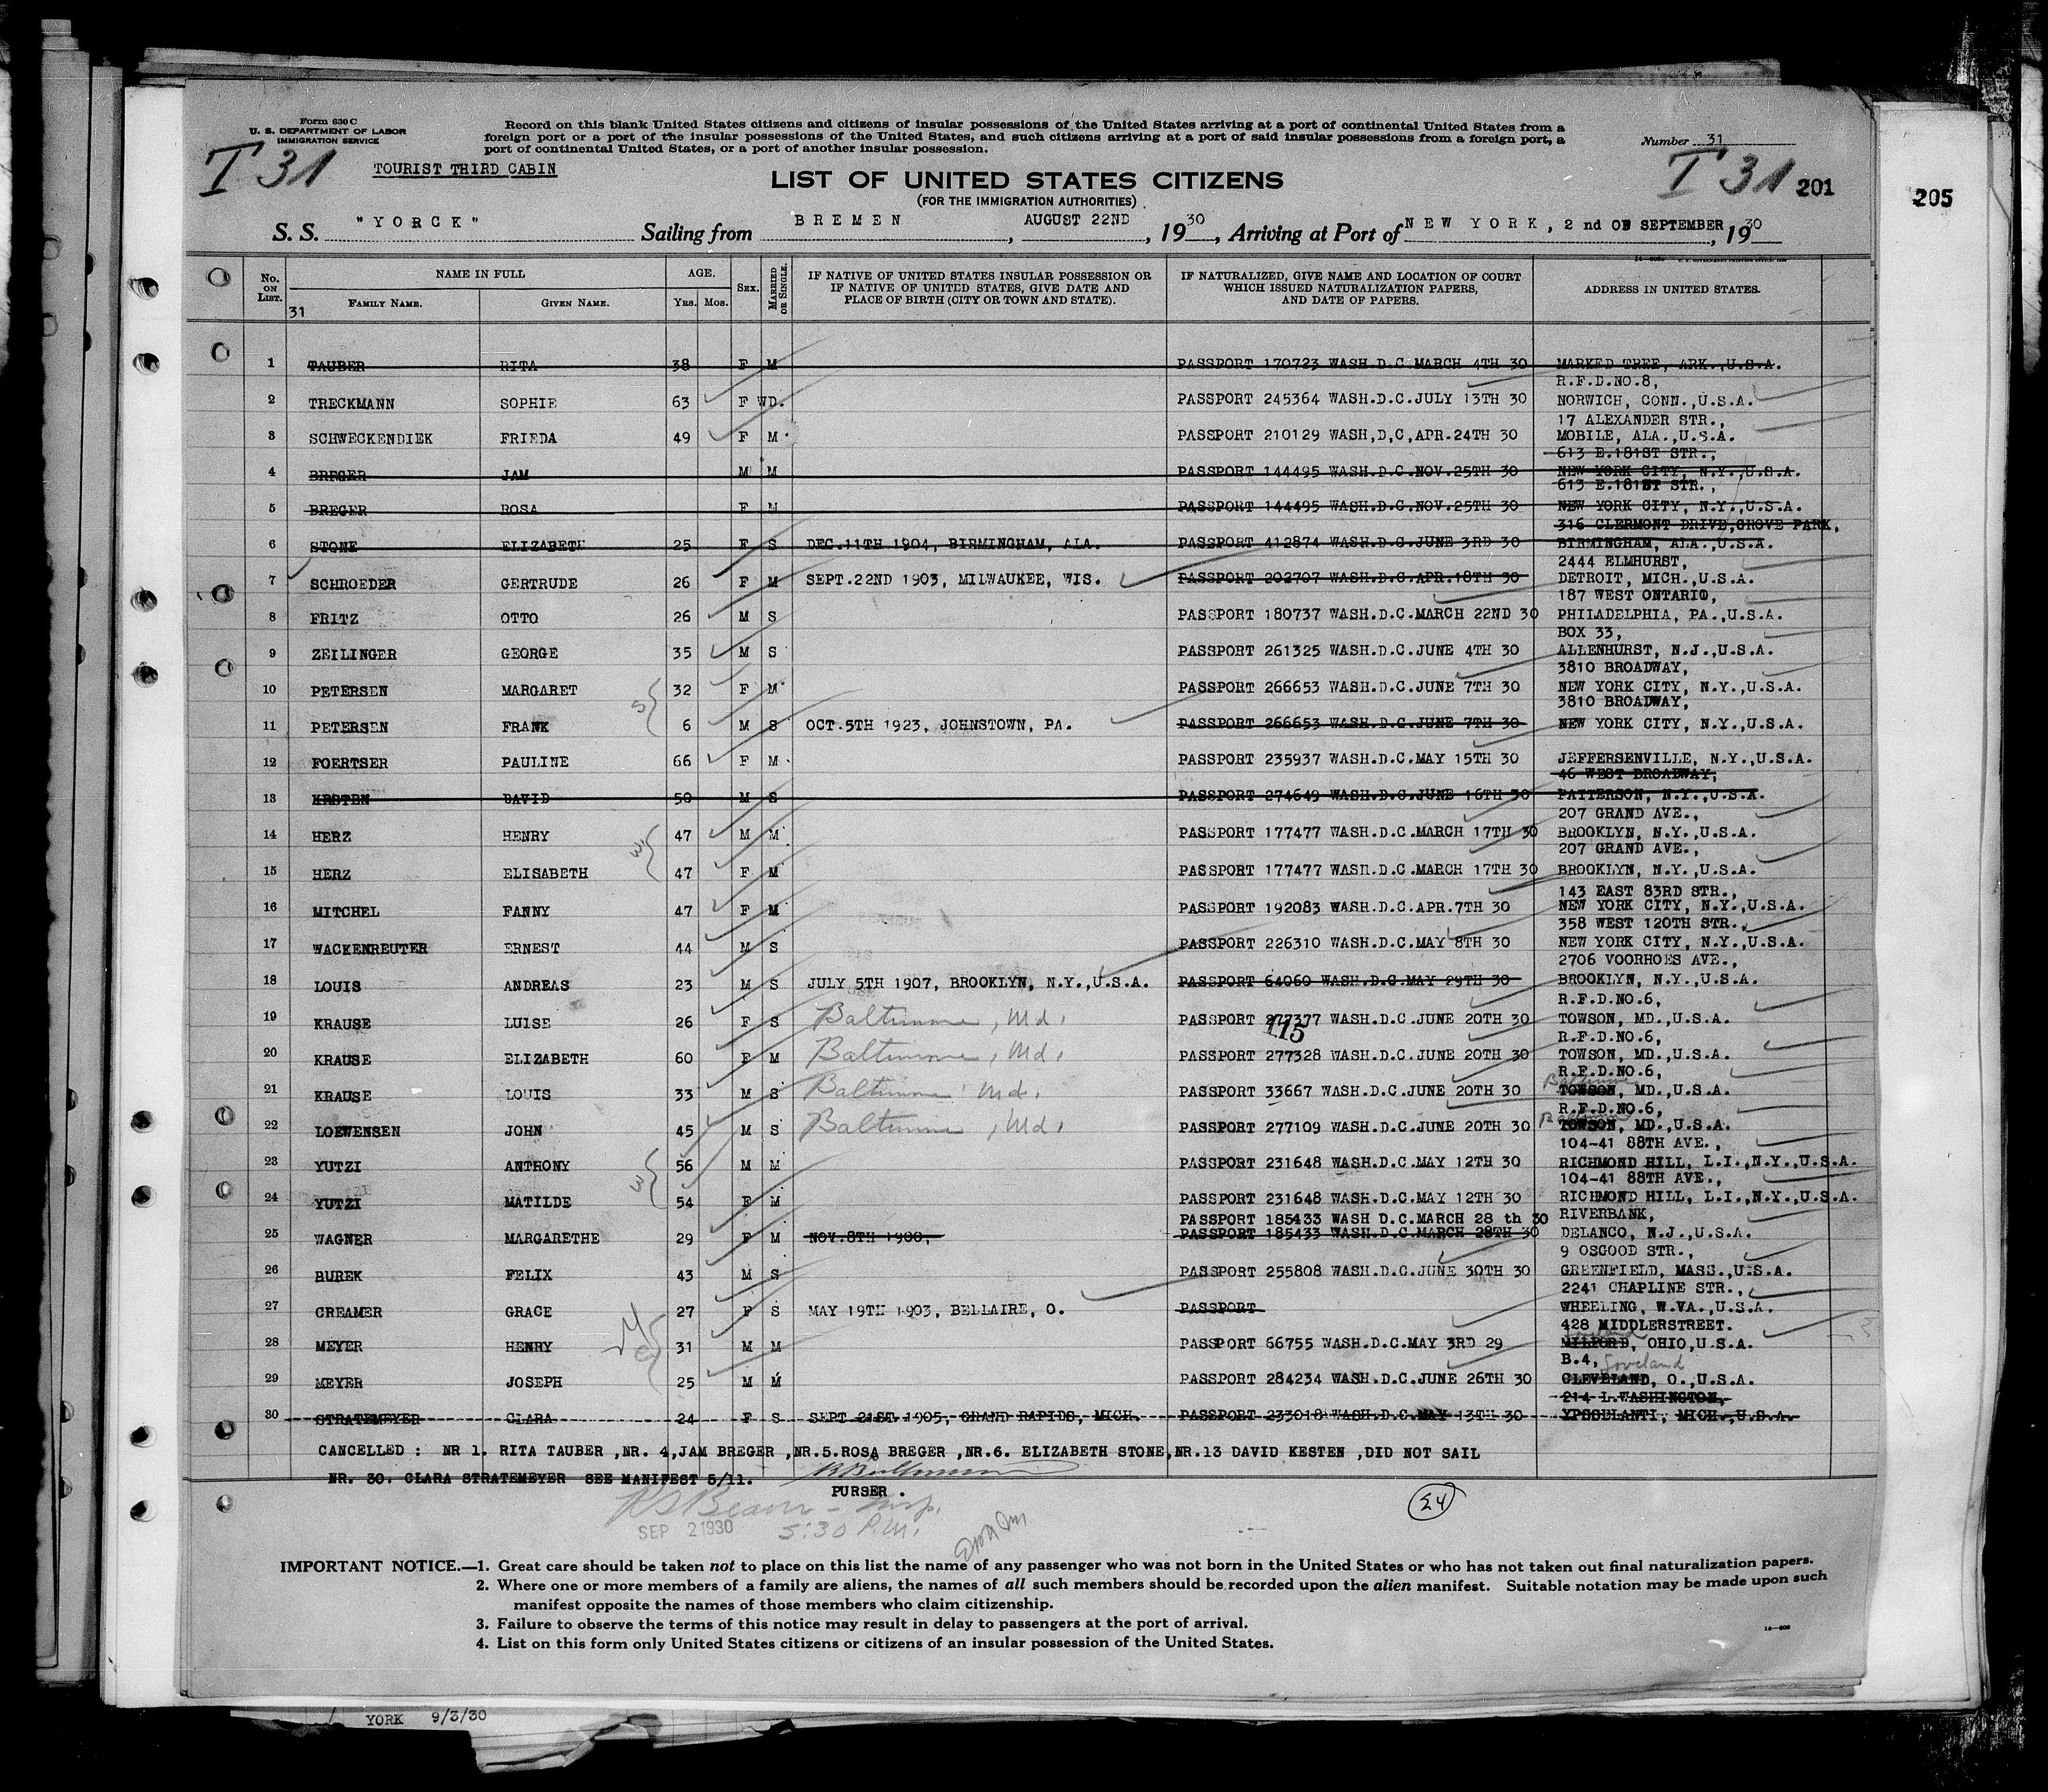 Form 630 C
U. S. DEPARTMENT OF LABOR
IMMIGRATION SERVICE
Record on this blank United States citizens and citizens of insular possessions of the United States arriving at a port of continental United States from a
foreign port or a port of the insular possessions of the United States, and such citizens arriving at a port of said insular possessions from a foreign port, a
port of continental United States, or a port of another insular possession.
Number 31
T 31
TOURIST THIRD CABIN
LIST OF UNITED STATES CITIZENS
(FOR THE IMMIGRATION AUTHORITIES)
T 31 201
205
S. S. "YORCK" Sailing from BREMEN, AUGUST 22ND, 1930, Arriving at Port of NEW YORK, 2 nd OF SEPTEMBER, 1930
No. ON LIST. NAME IN FULL AGE. SEX. MARRIED OR SINGLE. IF NATIVE OF UNITED STATES INSULAR POSSESSION OR IF NATIVE OF UNITED STATES, GIVE DATE AND PLACE OF BIRTH (CITY OR TOWN AND STATE). IF NATURALIZED, GIVE NAME AND LOCATION OF COURT WHICH ISSUED NATURALIZATION PAPERS, AND DATE OF PAPERS. ADDRESS IN UNITED STATES.
31 FAMILY NAME. GIVEN NAME. YRS. MOS.
1 TAUBER RITA 38 F M PASSPORT 170723 WASH.D.C.MARCH 4TH 30 MARKED TREE, ARK.,U.S.A.
R.F.D.NO.8,
2 TRECKMANN SOPHIE 63 F WD. PASSPORT 245364 WASH.D.C.JULY 13TH 30 NORWICH, CONN.,U.S.A.
17 ALEXANDER STR.,
3 SCHWECKENDIEK FRIEDA 49 F M PASSPORT 210129 WASH,D,C,APR.24TH 30 MOBILE, ALA.,U.S.A.
613 E.181ST STR.,
4 BREGER JAM M M PASSPORT 144495 WASH.D.C.NOV.25TH 30 NEW YORK CITY, N.Y.,U.S.A.
613 E.181ST STR.,
5 BREGER ROSA F M PASSPORT 144495 WASH.D.C.NOV.25TH 30 NEW YORK CITY, N.Y.,U.S.A.
316 CLERMONT DRIVE,GROVE PARK,
6 STONE ELIZABETH 25 F S DEC.11TH 1904, BIRMINGHAM, ALA. PASSPORT 412874 WASH.D.C.JUNE 3RD 30 BIRMINGHAM, ALA.,U.S.A.
2444 ELMHURST,
7 SCHROEDER GERTRUDE 26 F M SEPT.22ND 1903, MILWAUKEE, WIS. PASSPORT 202707 WASH.D.C.APR.18TH 30 DETROIT, MICH.,U.S.A.
187 WEST ONTARIO,
8 FRITZ OTTO 26 M S PASSPORT 180737 WASH.D.C.MARCH 22ND 30 PHILADELPHIA, PA.,U.S.A.
BOX 33,
9 ZEILINGER GEORGE 35 M S PASSPORT 261325 WASH.D.C.JUNE 4TH 30 ALLENHURST, N.J.,U.S.A.
3810 BROADWAY,
10 PETERSEN MARGARET 32 F M PASSPORT 266653 WASH.D.C.JUNE 7TH 30 NEW YORK CITY, N.Y.,U.S.A.
3810 BROADWAY,
11 PETERSEN FRANK 6 M S OCT.5TH 1923, JOHNSTOWN, PA. PASSPORT 266653 WASH.D.C.JUNE 7TH 30 NEW YORK CITY, N.Y.,U.S.A.
12 FOERTSER PAULINE 66 F M PASSPORT 235937 WASH.D.C.MAY 15TH 30 JEFFERSENVILLE, N.Y.,U.S.A.
46 WEST BROADWAY,
13 KESTEN DAVID 50 M S PASSPORT 274649 WASH.D.C.JUNE 16TH 30 PATTERSON, N.Y.,U.S.A.
207 GRAND AVE.,
14 HERZ HENRY 47 M M PASSPORT 177477 WASH.D.C.MARCH 17TH 30 BROOKLYN, N.Y.,U.S.A.
207 GRAND AVE.,
15 HERZ ELISABETH 47 F M PASSPORT 177477 WASH.D.C.MARCH 17TH 30 BROOKLYN, N.Y.,U.S.A.
143 EAST 83RD STR.,
16 MITCHEL FANNY 47 F M PASSPORT 192083 WASH.D.C.APR.7TH 30 NEW YORK CITY, N.Y.,U.S.A.
358 WEST 120TH STR.,
17 WACKENREUTER ERNEST 44 M S PASSPORT 226310 WASH.D.C.MAY 8TH 30 NEW YORK CITY, N.Y.,U.S.A.
2706 VOORHOES AVE.,
18 LOUIS ANDREAS 23 M S JULY 5TH 1907, BROOKLYN, N.Y.,U.S.A. PASSPORT 64060 WASH.D.C.MAY 29TH 30 BROOKLYN, N.Y.,U.S.A.
R.F.D.NO.6,
19 KRAUSE LUISE 26 F S Baltimore, Md. PASSPORT 277377 WASH.D.C.JUNE 20TH 30 TOWSON, MD.,U.S.A.
115 R.F.D.NO.6,
20 KRAUSE ELIZABETH 60 F M Baltimore, Md. PASSPORT 277328 WASH.D.C.JUNE 20TH 30 TOWSON, MD.,U.S.A.
R.F.D.NO.6,
Baltimore
21 KRAUSE LOUIS 33 M S Baltimore Md. PASSPORT 33667 WASH.D.C.JUNE 20TH 30 TOWSON, MD.,U.S.A.
R.F.D.NO.6,
Baltimore
22 LOEWENSEN JOHN 45 M S Baltimore, Md. PASSPORT 277109 WASH.D.C.JUNE 20TH 30 TOWSON, MD.,U.S.A.
104-41 88TH AVE.,
23 YUTZI ANTHONY 56 M M PASSPORT 231648 WASH.D.C.MAY 12TH 30 RICHMOND HILL, L.I.,N.Y.,U.S.A.
104-41 88TH AVE.,
24 YUTZI MATILDE 54 F M PASSPORT 231648 WASH.D.C.MAY 12TH 30 RICHMOND HILL, L.I.,N.Y.,U.S.A.
PASSPORT 185433 WASH D.C.MARCH 28 th 30 RIVERBANK,
25 WAGNER MARGARETHE 29 F M NOV.8TH 1900, PASSPORT 185433 WASH.D.C.MARCH 28TH 30 DELANCO, N.J.,U.S.A.
9 OSGOOD STR.,
26 BUREK FELIX 43 M S PASSPORT 255808 WASH.D.C.JUNE 30TH 30 GREENFIELD, MASS.,U.S.A.
2241 CHAPLINE STR.,
27 CREAMER GRACE 27 F S MAY 19TH 1903, BELLAIRE, O. PASSPORT WHEELING, W.VA.,U.S.A.
428 MIDDLERSTREET.
28 MEYER HENRY 31 M M PASSPORT 66755 WASH.D.C.MAY 3RD 29 MILFORD, OHIO,U.S.A.
B.4, Loveland
29 MEYER JOSEPH 25 M M PASSPORT 284234 WASH.D.C.JUNE 26TH 30 CLEVELAND, O.,U.S.A.
214 L.WASHINGTON,
30 STRATEMEYER CLARA 24 F S SEPT 21ST 1905, GRAND RAPIDS, MICH. PASSPORT 233018 WASH.D.C.MAY 13TH 30 YPSSELANTI, MICH.,U.S.A.
CANCELLED : NR 1. RITA TAUBER ,NR. 4,JAM BREGER ,NR.5.ROSA BREGER ,NR.6. ELIZABETH STONE,NR.13 DAVID KESTEN ,DID NOT SAIL
NR. 30. CLARA STRATEMEYER SEE MANIFEST 5/11.
PURSER .
24
SEP 2 1930 5:30 P.M.
IMPORTANT NOTICE.—1. Great care should be taken not to place on this list the name of any passenger who was not born in the United States or who has not taken out final naturalization papers.
2. Where one or more members of a family are aliens, the names of all such members should be recorded upon the alien manifest. Suitable notation may be made upon such
manifest opposite the names of those members who claim citizenship.
3. Failure to observe the terms of this notice may result in delay to passengers at the port of arrival.
4. List on this form only United States citizens or citizens of an insular possession of the United States.
YORK 9/3/30